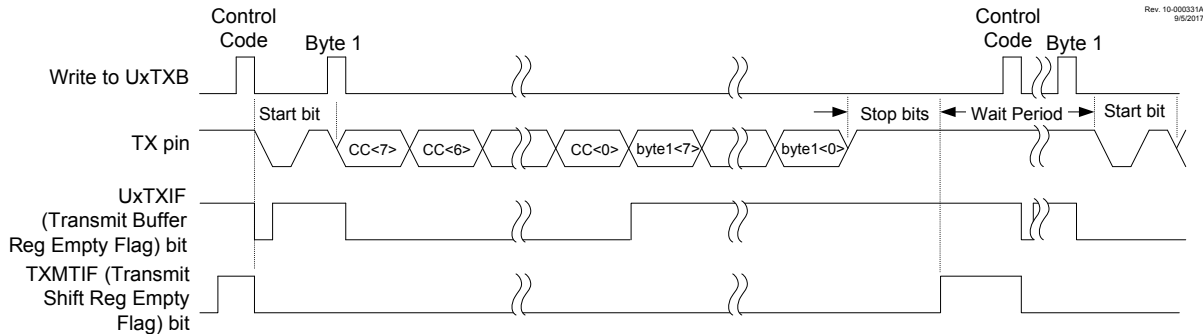 Rev. 10-000331A
9/5/2017
Control
Code
Byte 1
Control
Code
Byte 1
Write to UxTXB
Start bit
Stop bits
Wait Period
Start bit
TX pin
CC<7>
CC<6>
CC<0>
byte1<7>
byte1<0>
UxTXIF
(Transmit Buffer
Reg Empty Flag) bit
TXMTIF (Transmit
Shift Reg Empty
Flag) bit